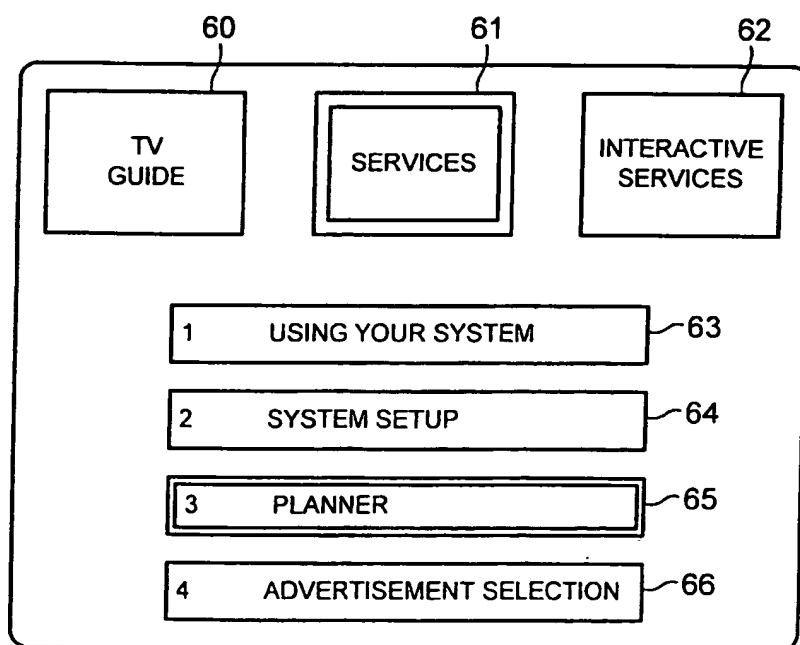 60 61 62
TV
GUIDE
SERVICES
INTERACTIVE
SERVICES
1 USING YOUR SYSTEM 63
2 SYSTEM SETUP 64
3 PLANNER 65
4 ADVERTISEMENT SELECTION 66